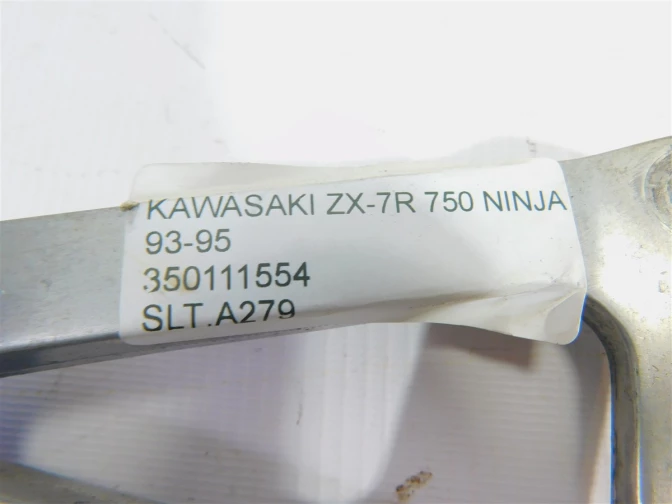 KAWASAKI ZX-7R 750 NINJA
93-95
350111554
SLT.A279